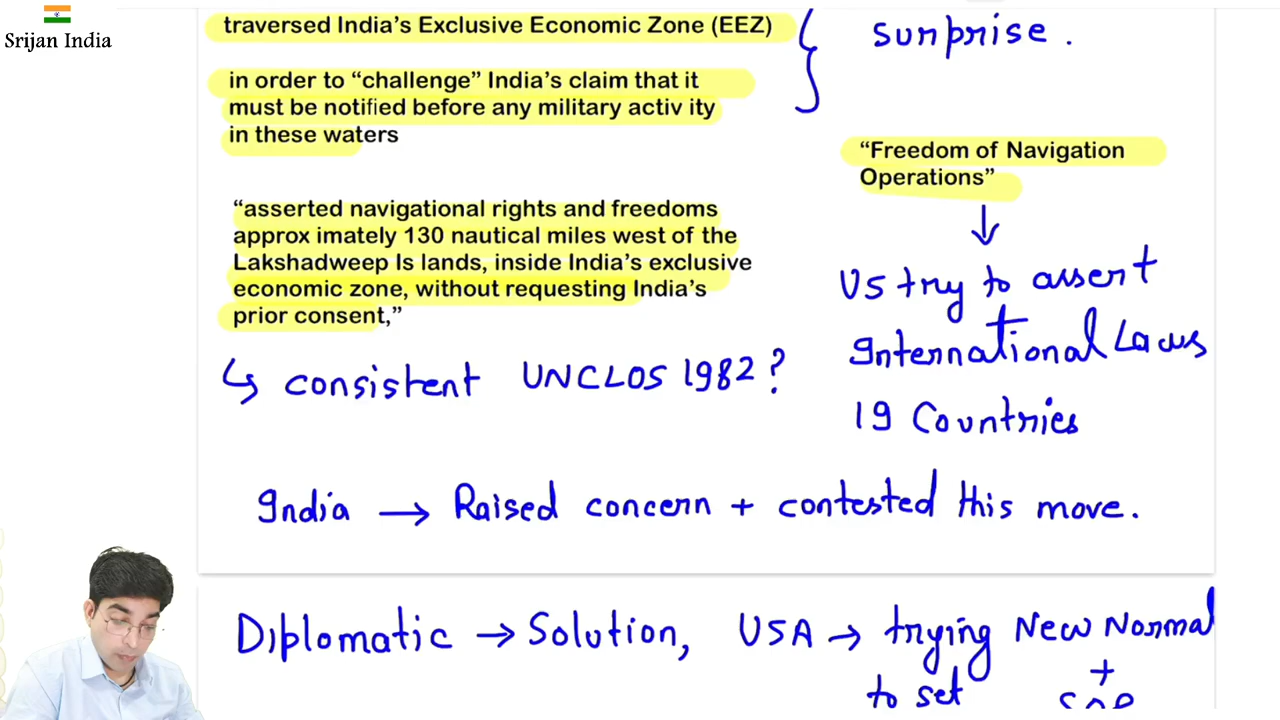 Srijan India
traversed India's Exclusive Economic Zone (EEZ)
in order to “challenge” India's claim that it
must be notified before any military activ ity
in these waters
“asserted navigational rights and freedoms
approx imately 130 nautical miles west of the
Lakshadweep Is lands, inside India's exclusive
economic zone, without requesting India's
prior consent,”
↳ consistent UNCLOS 1982?
surprise.
“Freedom of Navigation
Operations”
↓
US try to assert
International Laws
19 Countries
India → Raised concern + contested this move.
Diplomatic → Solution, USA → trying New Normal
to set +